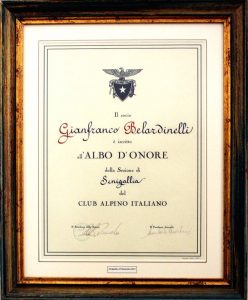 Il socio
Gianfranco Belardinelli
è iscritto
all'ALBO D'ONORE
della Sezione di
Senigallia
del
CLUB ALPINO ITALIANO